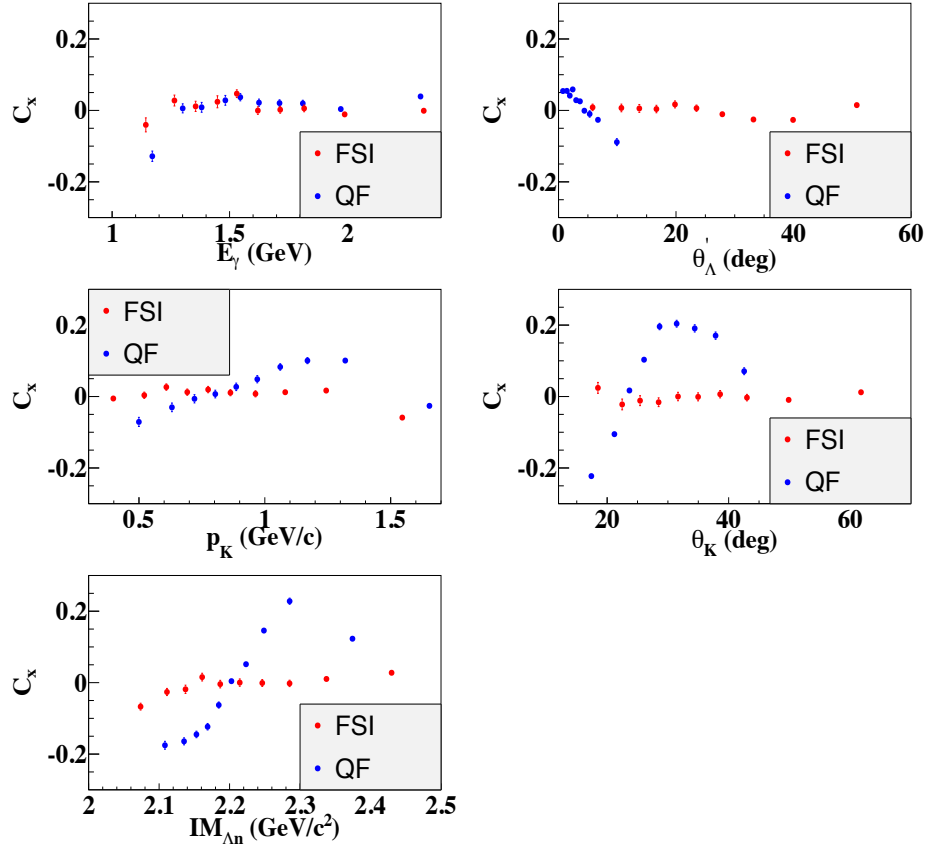 C_x
0.2
0
-0.2
FSI
QF
1 1.5 2
E_γ (GeV)
C_x
0.2
0
-0.2
FSI
QF
0 20 40 60
θ'_Λ (deg)
C_x
0.2
0
-0.2
FSI
QF
0.5 1 1.5
p_K (GeV/c)
C_x
0.2
0
-0.2
FSI
QF
20 40 60
θ_K (deg)
C_x
0.2
0
-0.2
FSI
QF
2 2.1 2.2 2.3 2.4 2.5
IM_Λn (GeV/c²)